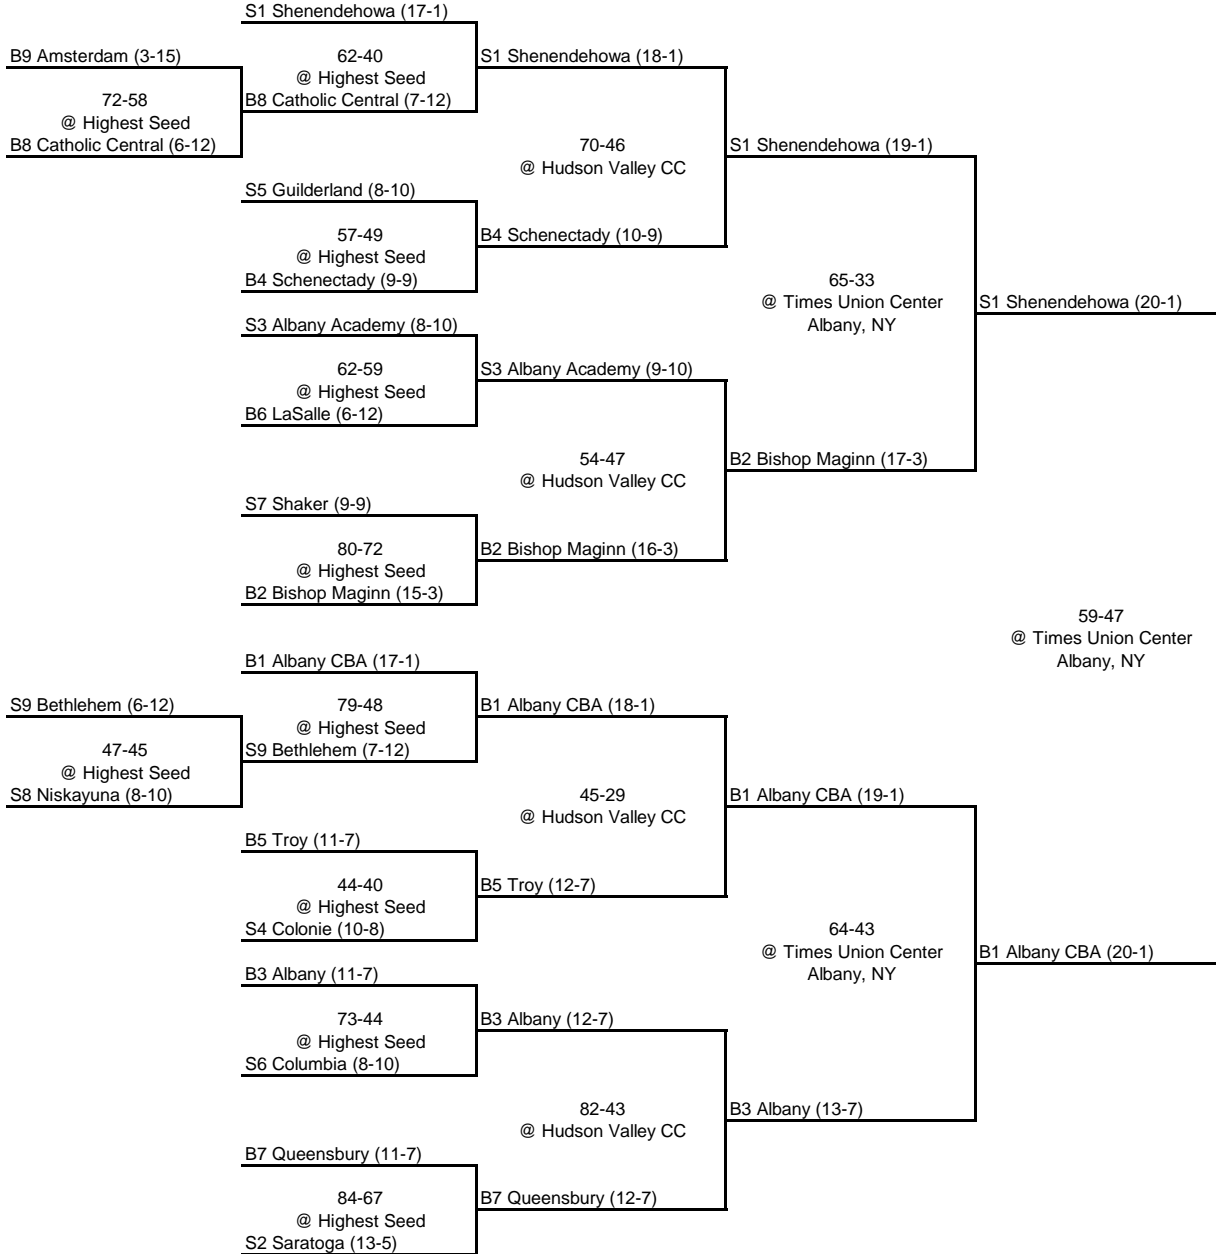 S1 Shenendehowa (17-1)
B9 Amsterdam (3-15)
62-40
@ Highest Seed
S1 Shenendehowa (18-1)
72-58
@ Highest Seed
B8 Catholic Central (7-12)
B8 Catholic Central (6-12)
70-46
@ Hudson Valley CC
S1 Shenendehowa (19-1)
S5 Guilderland (8-10)
57-49
@ Highest Seed
B4 Schenectady (10-9)
B4 Schenectady (9-9)
65-33
@ Times Union Center
Albany, NY
S1 Shenendehowa (20-1)
S3 Albany Academy (8-10)
62-59
@ Highest Seed
S3 Albany Academy (9-10)
B6 LaSalle (6-12)
54-47
@ Hudson Valley CC
B2 Bishop Maginn (17-3)
S7 Shaker (9-9)
80-72
@ Highest Seed
B2 Bishop Maginn (16-3)
B2 Bishop Maginn (15-3)
59-47
@ Times Union Center
Albany, NY
B1 Albany CBA (17-1)
S9 Bethlehem (6-12)
79-48
@ Highest Seed
B1 Albany CBA (18-1)
47-45
@ Highest Seed
S9 Bethlehem (7-12)
S8 Niskayuna (8-10)
45-29
@ Hudson Valley CC
B1 Albany CBA (19-1)
B5 Troy (11-7)
44-40
@ Highest Seed
B5 Troy (12-7)
S4 Colonie (10-8)
64-43
@ Times Union Center
Albany, NY
B1 Albany CBA (20-1)
B3 Albany (11-7)
73-44
@ Highest Seed
B3 Albany (12-7)
S6 Columbia (8-10)
82-43
@ Hudson Valley CC
B3 Albany (13-7)
B7 Queensbury (11-7)
84-67
@ Highest Seed
B7 Queensbury (12-7)
S2 Saratoga (13-5)